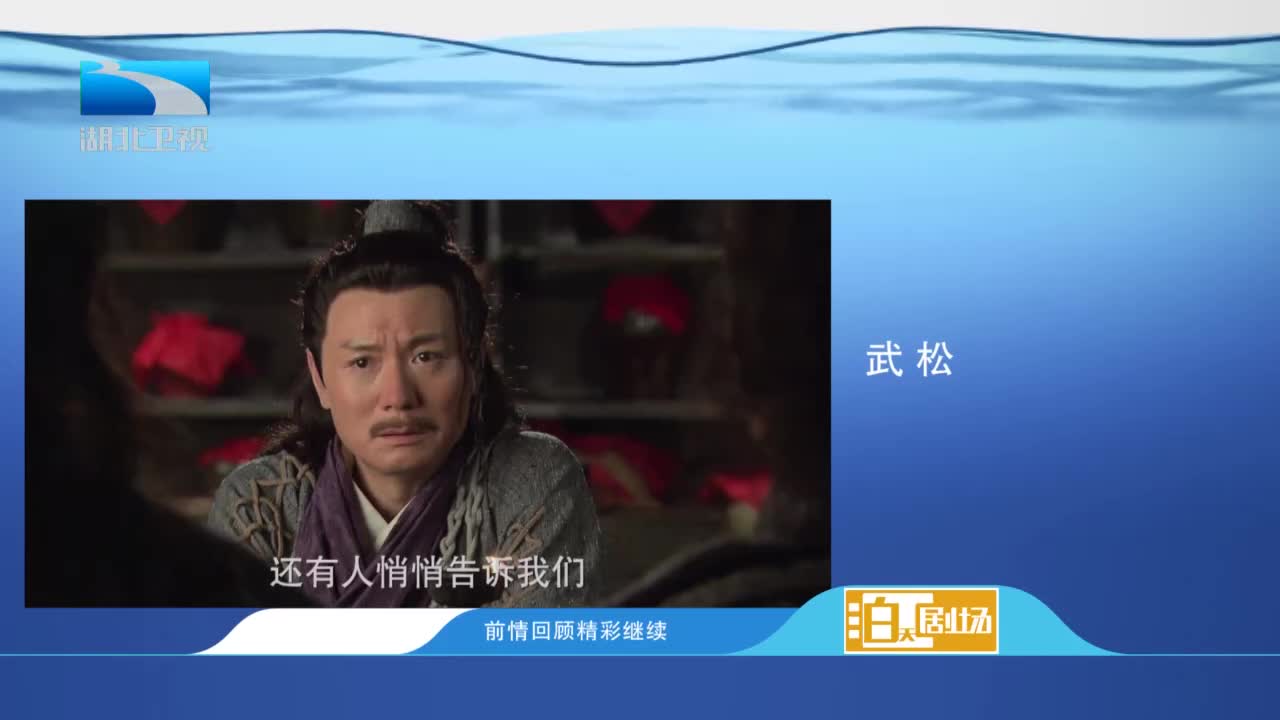 湖北卫视
武松
还有人悄悄告诉我们
前情回顾精彩继续
白天剧场